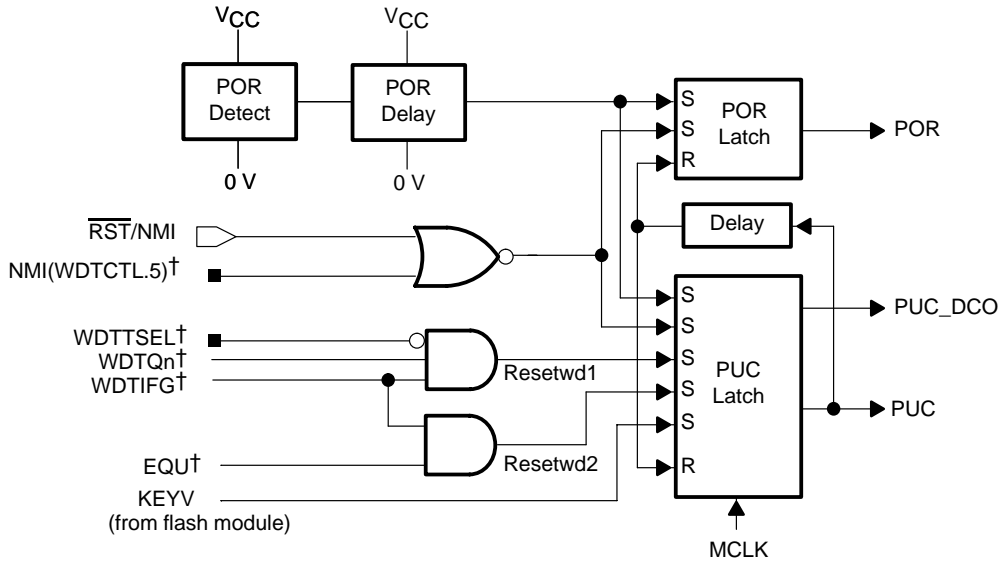 VCC
VCC
POR
Detect
POR
Delay
0 V
0 V
S
S
R
POR
Latch
POR
Delay
RST/NMI
NMI(WDTCTL.5)†
WDTTSEL†
WDTQn†
WDTIFG†
Resetwd1
EQU†
Resetwd2
KEYV
(from flash module)
S
S
S
S
S
R
PUC
Latch
PUC_DCO
PUC
MCLK